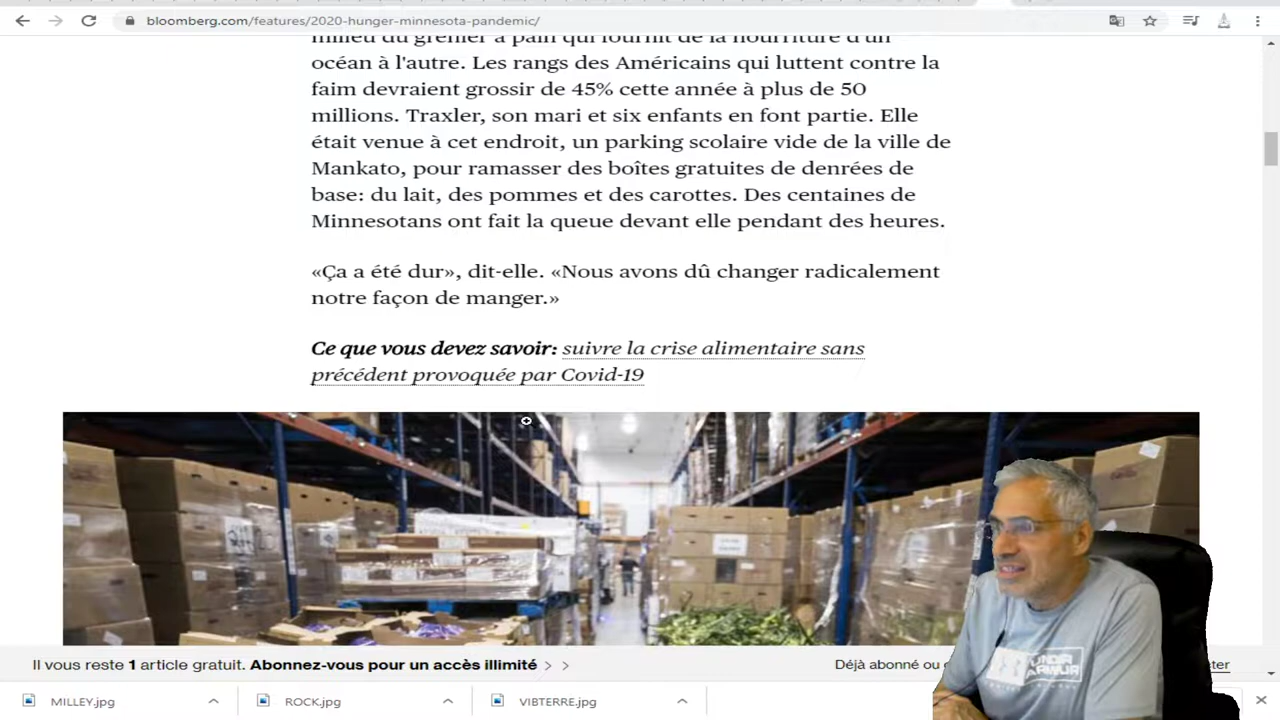 bloomberg.com/features/2020-hunger-minnesota-pandemic/
milieu du grenier à pain qui fournit de la nourriture d'un
océan à l'autre. Les rangs des Américains qui luttent contre la
faim devraient grossir de 45% cette année à plus de 50
millions. Traxler, son mari et six enfants en font partie. Elle
était venue à cet endroit, un parking scolaire vide de la ville de
Mankato, pour ramasser des boîtes gratuites de denrées de
base: du lait, des pommes et des carottes. Des centaines de
Minnesotans ont fait la queue devant elle pendant des heures.
«Ça a été dur», dit-elle. «Nous avons dû changer radicalement
notre façon de manger.»
Ce que vous devez savoir: suivre la crise alimentaire sans
précédent provoquée par Covid-19
Il vous reste 1 article gratuit. Abonnez-vous pour un accès illimité
Déjà abonné ou
UNDER ARMOUR
MILLEY.jpg
ROCK.jpg
VIBTERRE.jpg